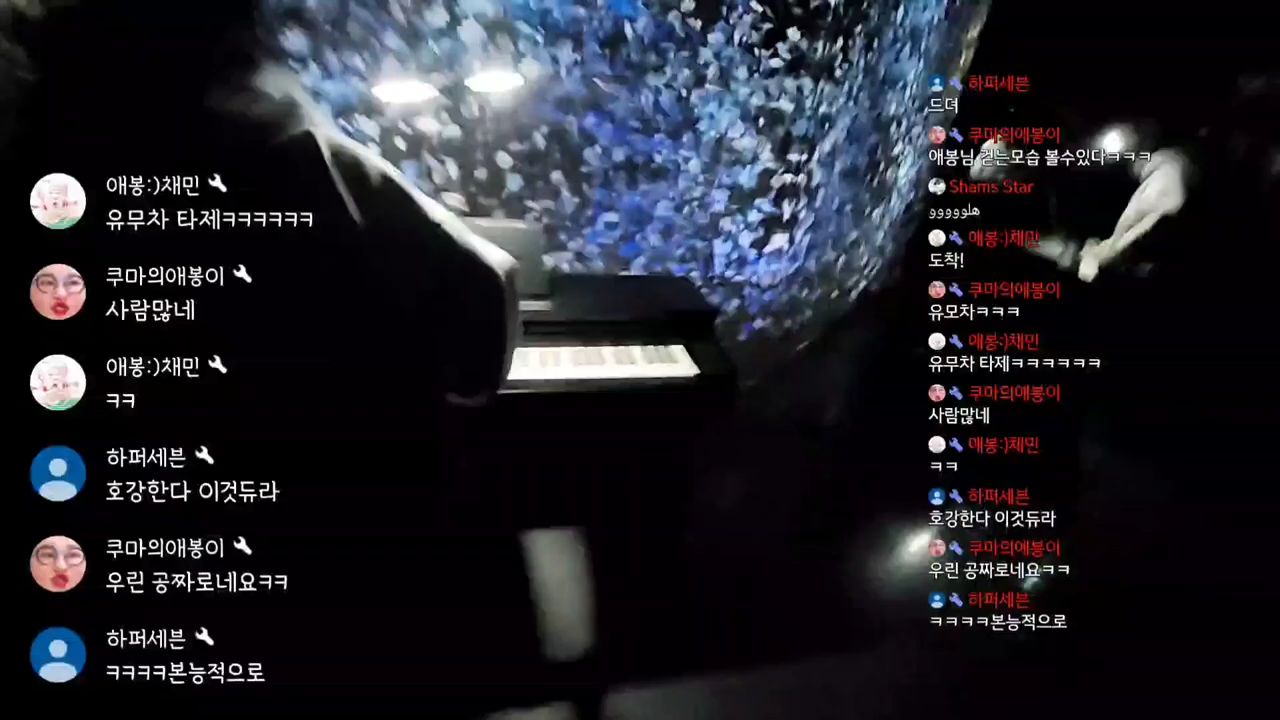 애봉:)채민
유무차 타제ㅋㅋㅋㅋㅋㅋ
쿠마의애봉이
사람많네
애봉:)채민
ㅋㅋ
하퍼세븐
호강한다 이것듀라
쿠마의애봉이
우린 공짜로네요ㅋㅋ
하퍼세븐
ㅋㅋㅋㅋ본능적으로
하퍼세븐
드뎌
쿠마의애봉이
애봉님 걷는모습 볼수있다ㅋㅋㅋ
Shams Star
هلووووو
애봉:)채민
도착!
쿠마의애봉이
유모차ㅋㅋㅋ
애봉:)채민
유무차 타제ㅋㅋㅋㅋㅋㅋ
쿠마의애봉이
사람많네
애봉:)채민
ㅋㅋ
하퍼세븐
호강한다 이것듀라
쿠마의애봉이
우린 공짜로네요ㅋㅋ
하퍼세븐
ㅋㅋㅋㅋ본능적으로